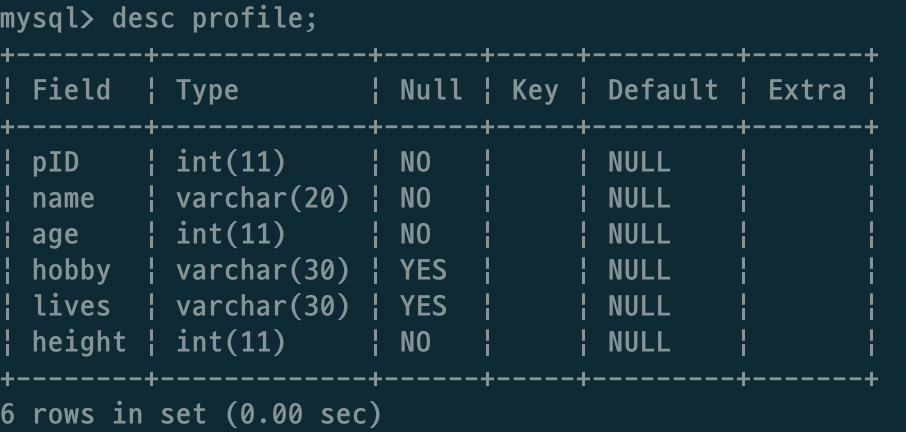 mysql> desc profile;
+--------+-------------+------+-----+---------+-------+
| Field  | Type        | Null | Key | Default | Extra |
+--------+-------------+------+-----+---------+-------+
| pID    | int(11)     | NO   |     | NULL    |       |
| name   | varchar(20) | NO   |     | NULL    |       |
| age    | int(11)     | NO   |     | NULL    |       |
| hobby  | varchar(30) | YES  |     | NULL    |       |
| lives  | varchar(30) | YES  |     | NULL    |       |
| height | int(11)     | NO   |     | NULL    |       |
+--------+-------------+------+-----+---------+-------+
6 rows in set (0.00 sec)